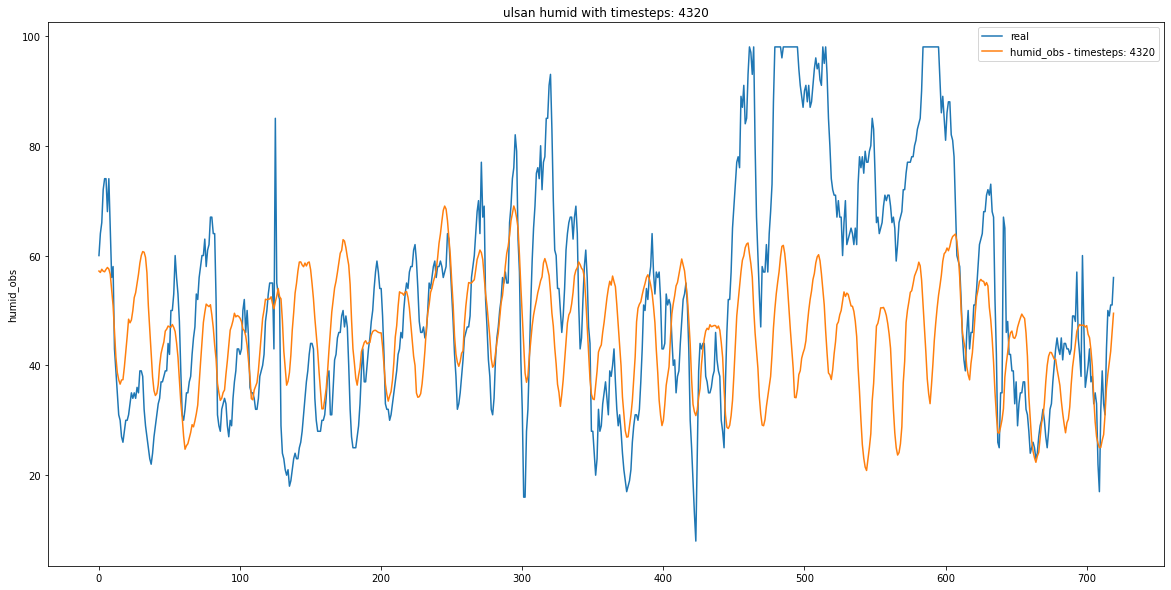 ulsan humid with timesteps: 4320
real
humid_obs - timesteps: 4320
humid_obs
100
80
60
40
20
0 100 200 300 400 500 600 700